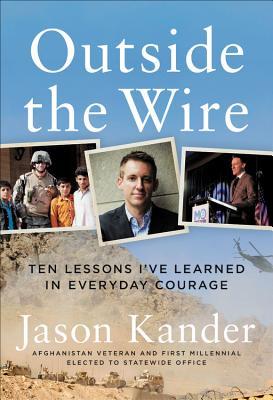 Outside
the Wire
MO
TEN LESSONS I'VE LEARNED
IN EVERYDAY COURAGE
Jason Kander
AFGHANISTAN VETERAN AND FIRST MILLENNIAL
ELECTED TO STATEWIDE OFFICE